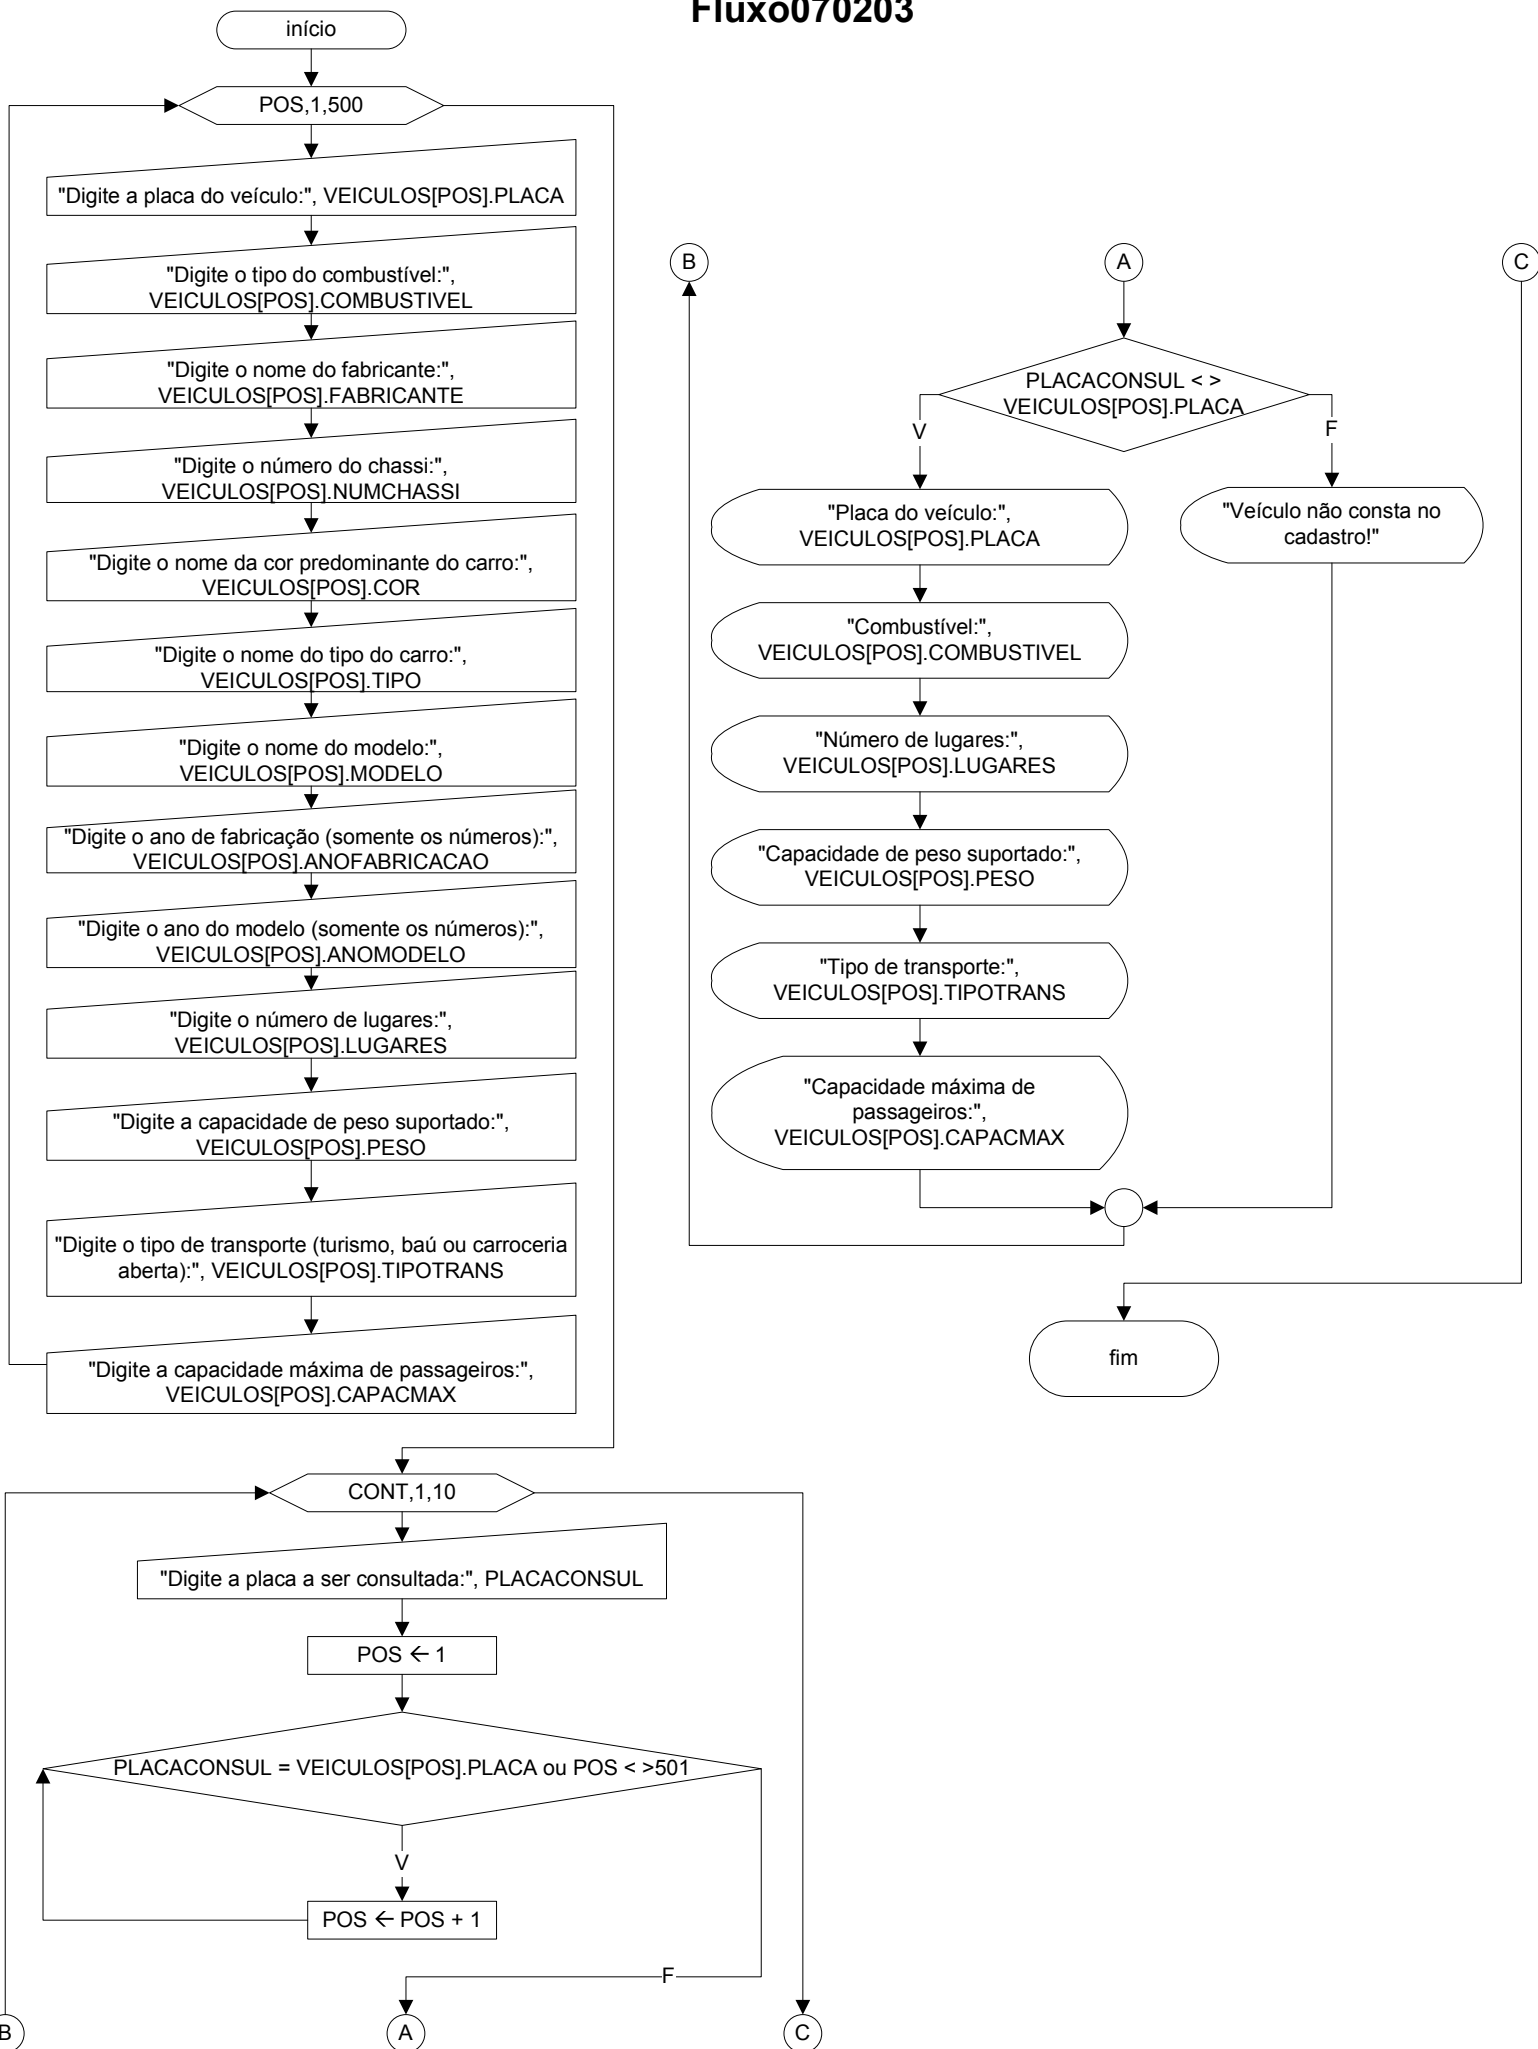 Fluxo070203
início
POS,1,500
"Digite a placa do veículo:", VEICULOS[POS].PLACA
"Digite o tipo do combustível:",
VEICULOS[POS].COMBUSTIVEL
"Digite o nome do fabricante:",
VEICULOS[POS].FABRICANTE
"Digite o número do chassi:",
VEICULOS[POS].NUMCHASSI
"Digite o nome da cor predominante do carro:",
VEICULOS[POS].COR
"Digite o nome do tipo do carro:",
VEICULOS[POS].TIPO
"Digite o nome do modelo:",
VEICULOS[POS].MODELO
"Digite o ano de fabricação (somente os números):",
VEICULOS[POS].ANOFABRICACAO
"Digite o ano do modelo (somente os números):",
VEICULOS[POS].ANOMODELO
"Digite o número de lugares:",
VEICULOS[POS].LUGARES
"Digite a capacidade de peso suportado:",
VEICULOS[POS].PESO
"Digite o tipo de transporte (turismo, baú ou carroceria
aberta):", VEICULOS[POS].TIPOTRANS
"Digite a capacidade máxima de passageiros:",
VEICULOS[POS].CAPACMAX
CONT,1,10
"Digite a placa a ser consultada:", PLACACONSUL
POS ← 1
PLACACONSUL = VEICULOS[POS].PLACA ou POS < >501
V
POS ← POS + 1
F
B
A
C
B
A
C
PLACACONSUL < >
VEICULOS[POS].PLACA
V
F
"Placa do veículo:",
VEICULOS[POS].PLACA
"Veículo não consta no
cadastro!"
"Combustível:",
VEICULOS[POS].COMBUSTIVEL
"Número de lugares:",
VEICULOS[POS].LUGARES
"Capacidade de peso suportado:",
VEICULOS[POS].PESO
"Tipo de transporte:",
VEICULOS[POS].TIPOTRANS
"Capacidade máxima de
passageiros:",
VEICULOS[POS].CAPACMAX
fim